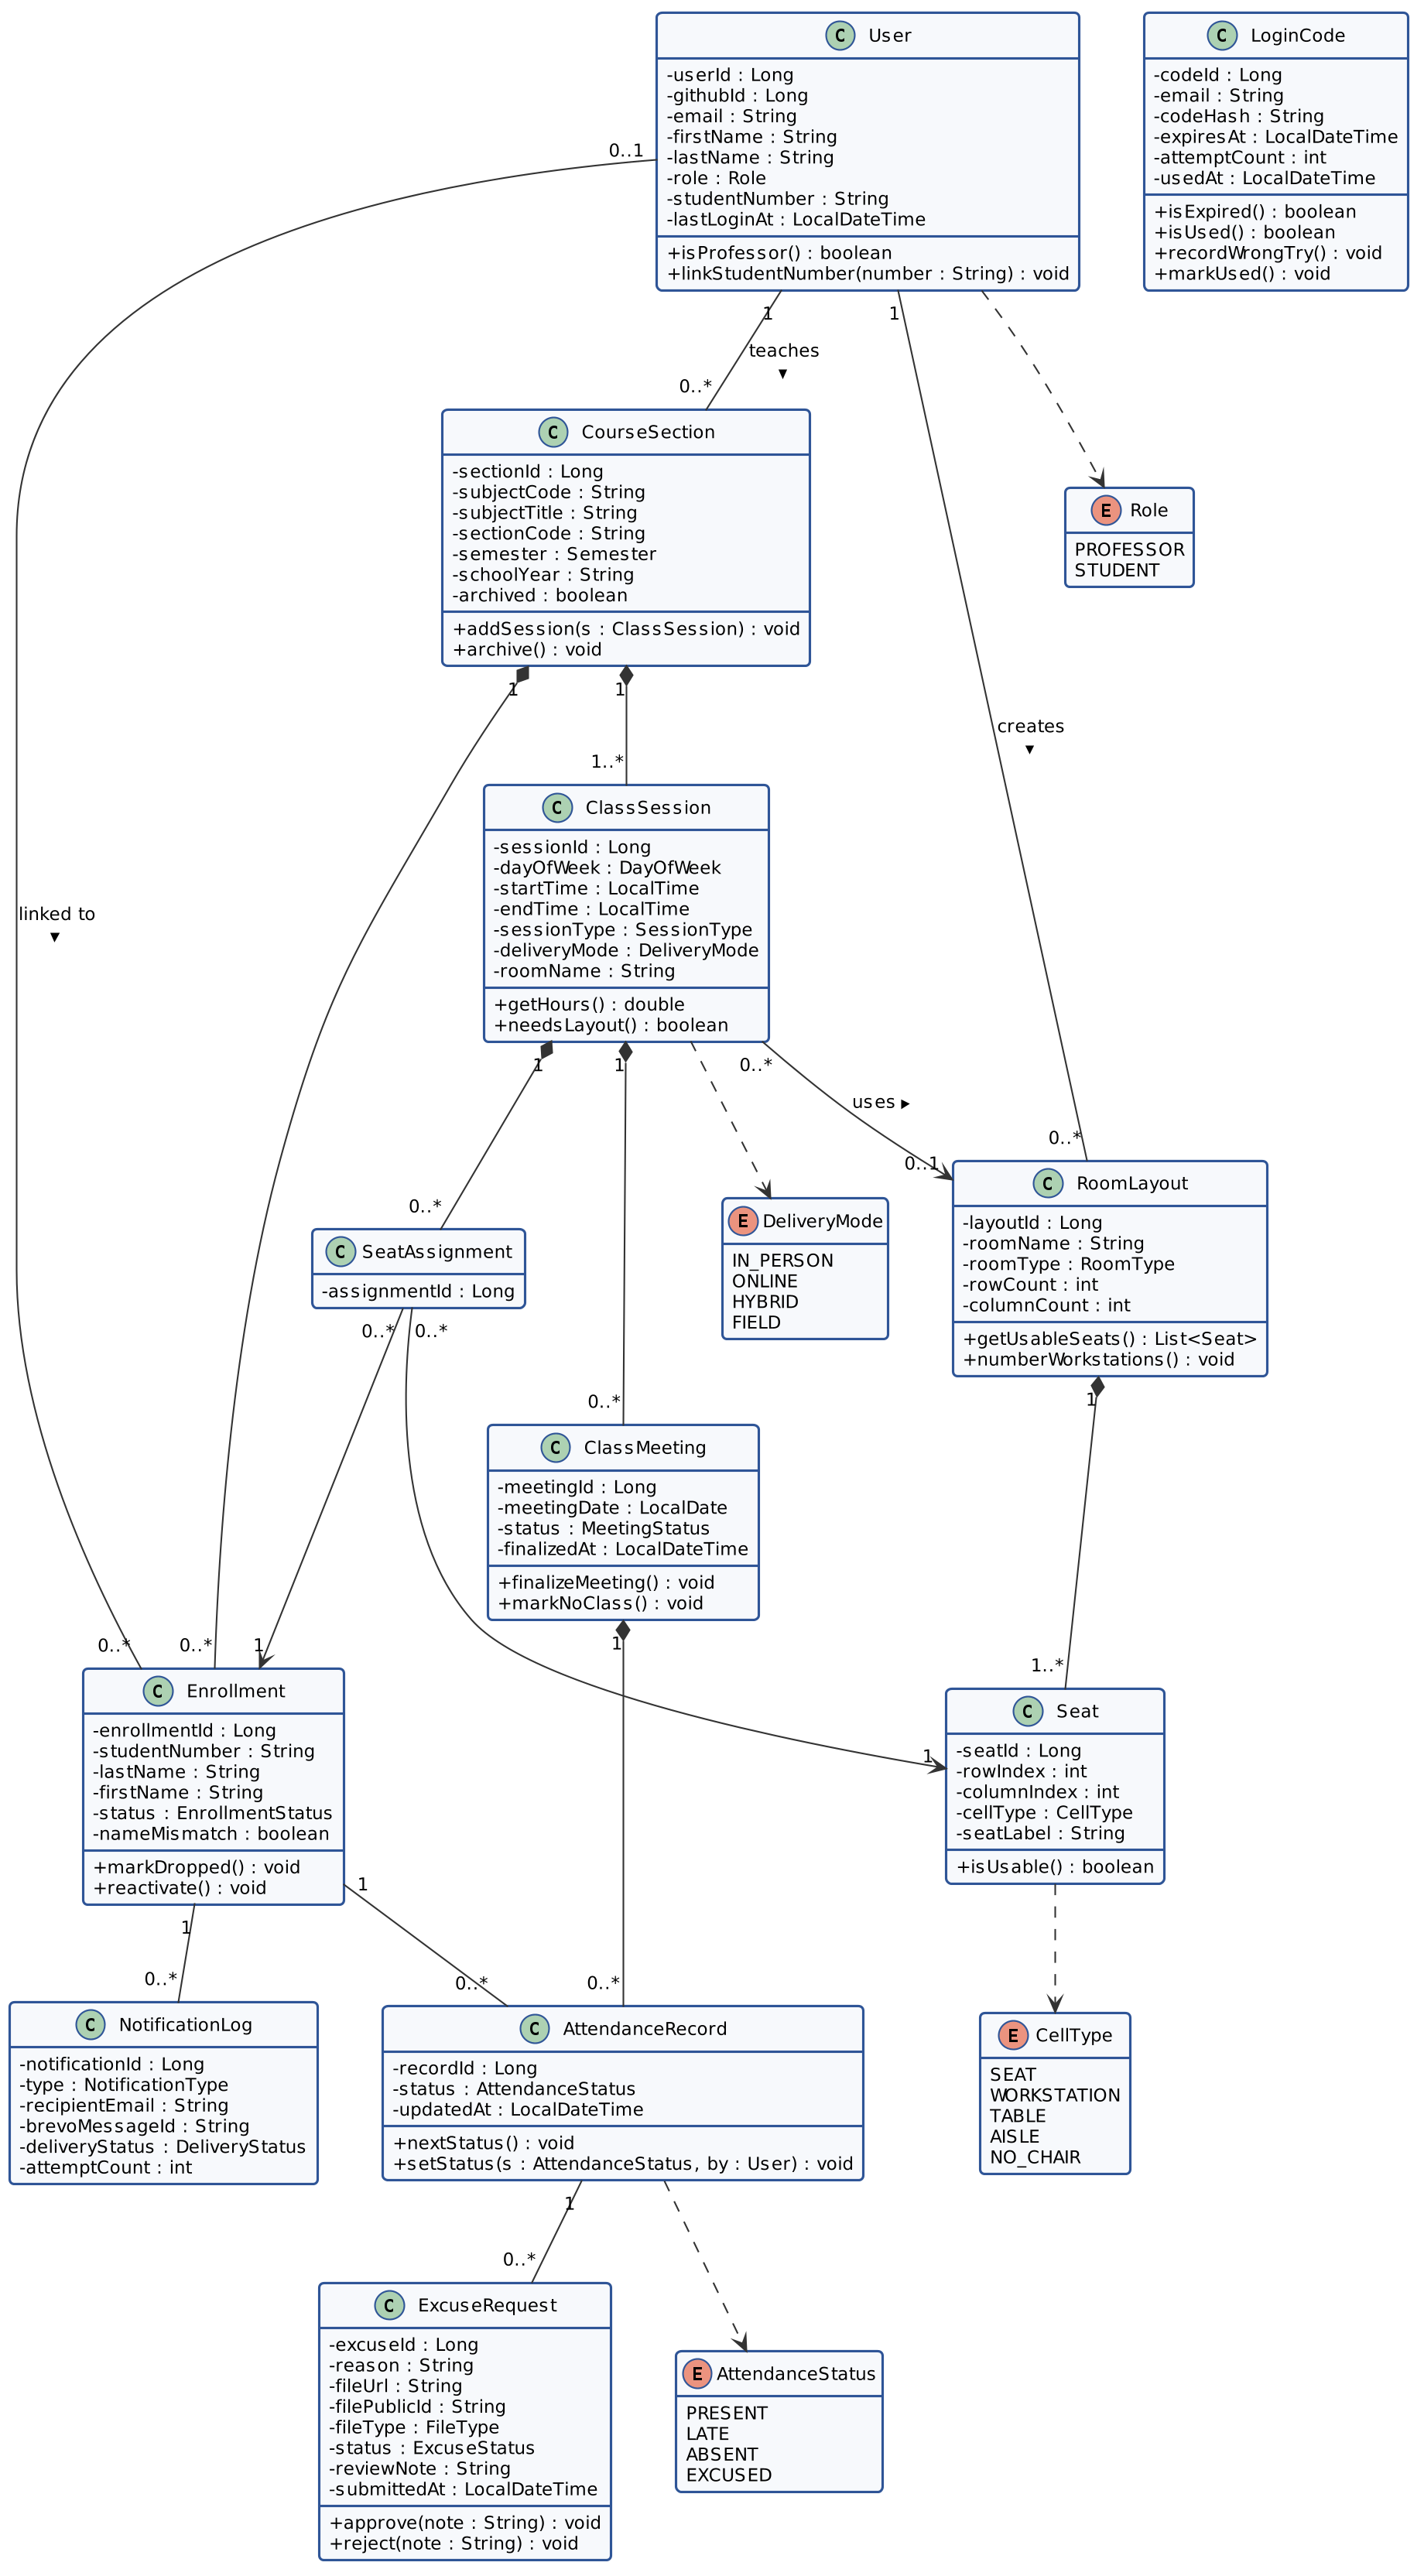 C User
-userId : Long
-githubId : Long
-email : String
-firstName : String
-lastName : String
-role : Role
-studentNumber : String
-lastLoginAt : LocalDateTime
+isProfessor() : boolean
+linkStudentNumber(number : String) : void
C LoginCode
-codeId : Long
-email : String
-codeHash : String
-expiresAt : LocalDateTime
-attemptCount : int
-usedAt : LocalDateTime
+isExpired() : boolean
+isUsed() : boolean
+recordWrongTry() : void
+markUsed() : void
0..1
1
teaches
▼
0..*
1
C CourseSection
-sectionId : Long
-subjectCode : String
-subjectTitle : String
-sectionCode : String
-semester : Semester
-schoolYear : String
-archived : boolean
+addSession(s : ClassSession) : void
+archive() : void
E Role
PROFESSOR
STUDENT
1
1
1..*
creates
▼
linked to
▼
C ClassSession
-sessionId : Long
-dayOfWeek : DayOfWeek
-startTime : LocalTime
-endTime : LocalTime
-sessionType : SessionType
-deliveryMode : DeliveryMode
-roomName : String
+getHours() : double
+needsLayout() : boolean
1
1
0..*
uses ►
0..1
0..*
0..*
C SeatAssignment
-assignmentId : Long
E DeliveryMode
IN_PERSON
ONLINE
HYBRID
FIELD
C RoomLayout
-layoutId : Long
-roomName : String
-roomType : RoomType
-rowCount : int
-columnCount : int
+getUsableSeats() : List<Seat>
+numberWorkstations() : void
0..*
0..*
0..*
1
C ClassMeeting
-meetingId : Long
-meetingDate : LocalDate
-status : MeetingStatus
-finalizedAt : LocalDateTime
+finalizeMeeting() : void
+markNoClass() : void
0..*
0..*
1
1
1..*
1
C Enrollment
-enrollmentId : Long
-studentNumber : String
-lastName : String
-firstName : String
-status : EnrollmentStatus
-nameMismatch : boolean
+markDropped() : void
+reactivate() : void
C Seat
-seatId : Long
-rowIndex : int
-columnIndex : int
-cellType : CellType
-seatLabel : String
+isUsable() : boolean
1
1
0..*
0..*
0..*
C NotificationLog
-notificationId : Long
-type : NotificationType
-recipientEmail : String
-brevoMessageId : String
-deliveryStatus : DeliveryStatus
-attemptCount : int
C AttendanceRecord
-recordId : Long
-status : AttendanceStatus
-updatedAt : LocalDateTime
+nextStatus() : void
+setStatus(s : AttendanceStatus, by : User) : void
E CellType
SEAT
WORKSTATION
TABLE
AISLE
NO_CHAIR
1
0..*
C ExcuseRequest
-excuseId : Long
-reason : String
-fileUrl : String
-filePublicId : String
-fileType : FileType
-status : ExcuseStatus
-reviewNote : String
-submittedAt : LocalDateTime
+approve(note : String) : void
+reject(note : String) : void
E AttendanceStatus
PRESENT
LATE
ABSENT
EXCUSED